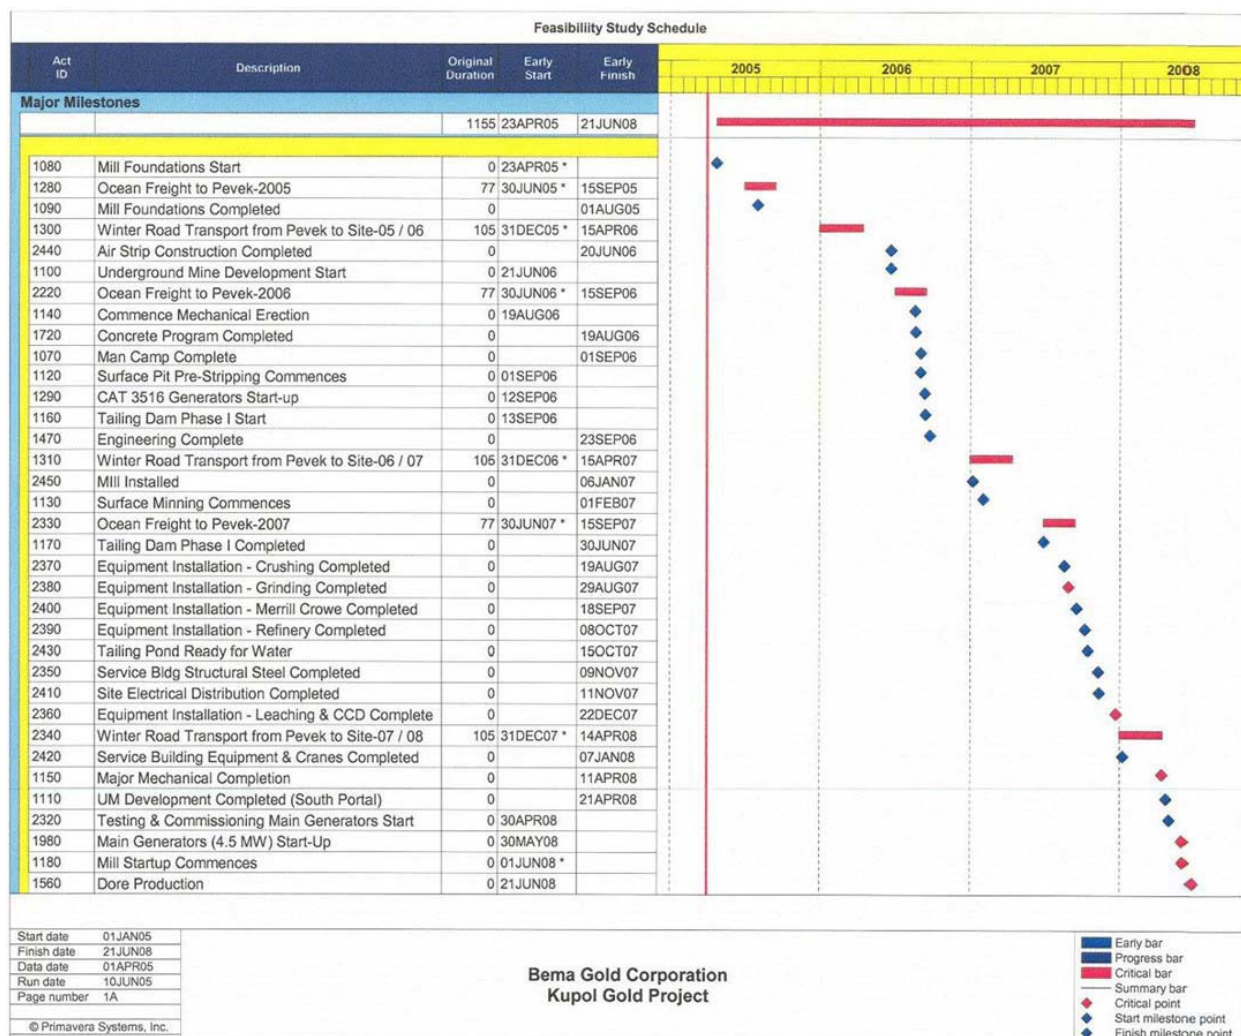 Feasibility Study Schedule
Act ID Description Original Duration Early Start Early Finish 2005 2006 2007 2008
Major Milestones
1155 23APR05 21JUN08
1080 Mill Foundations Start 0 23APR05 *
1280 Ocean Freight to Pevek-2005 77 30JUN05 * 15SEP05
1090 Mill Foundations Completed 0 01AUG05
1300 Winter Road Transport from Pevek to Site-05 / 06 105 31DEC05 * 15APR06
2440 Air Strip Construction Completed 0 20JUN06
1100 Underground Mine Development Start 0 21JUN06
2220 Ocean Freight to Pevek-2006 77 30JUN06 * 15SEP06
1140 Commence Mechanical Erection 0 19AUG06
1720 Concrete Program Completed 0 19AUG06
1070 Man Camp Complete 0 01SEP06
1120 Surface Pit Pre-Stripping Commences 0 01SEP06
1290 CAT 3516 Generators Start-up 0 12SEP06
1160 Tailing Dam Phase I Start 0 13SEP06
1470 Engineering Complete 0 23SEP06
1310 Winter Road Transport from Pevek to Site-06 / 07 105 31DEC06 * 15APR07
2450 MIll Installed 0 06JAN07
1130 Surface Minning Commences 0 01FEB07
2330 Ocean Freight to Pevek-2007 77 30JUN07 * 15SEP07
1170 Tailing Dam Phase I Completed 0 30JUN07
2370 Equipment Installation - Crushing Completed 0 19AUG07
2380 Equipment Installation - Grinding Completed 0 29AUG07
2400 Equipment Installation - Merrill Crowe Completed 0 18SEP07
2390 Equipment Installation - Refinery Completed 0 08OCT07
2430 Tailing Pond Ready for Water 0 15OCT07
2350 Service Bldg Structural Steel Completed 0 09NOV07
2410 Site Electrical Distribution Completed 0 11NOV07
2360 Equipment Installation - Leaching & CCD Complete 0 22DEC07
2340 Winter Road Transport from Pevek to Site-07 / 08 105 31DEC07 * 14APR08
2420 Service Building Equipment & Cranes Completed 0 07JAN08
1150 Major Mechanical Completion 0 11APR08
1110 UM Development Completed (South Portal) 0 21APR08
2320 Testing & Commissioning Main Generators Start 0 30APR08
1980 Main Generators (4.5 MW) Start-Up 0 30MAY08
1180 Mill Startup Commences 0 01JUN08 *
1560 Dore Production 0 21JUN08
Start date 01JAN05
Finish date 21JUN08
Data date 01APR05
Run date 10JUN05
Page number 1A
© Primavera Systems, Inc.
Bema Gold Corporation
Kupol Gold Project
Early bar
Progress bar
Critical bar
Summary bar
Critical point
Start milestone point
Finish milestone point